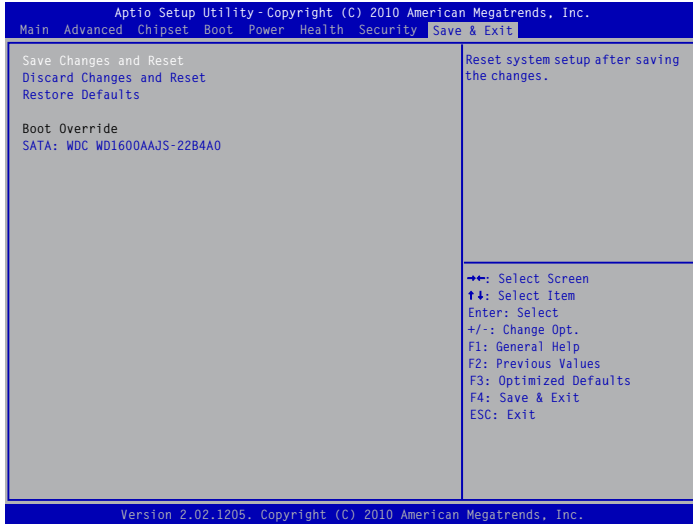 Aptio Setup Utility - Copyright (C) 2010 American Megatrends, Inc.
Main Advanced Chipset Boot Power Health Security Save & Exit
Save Changes and Reset
Discard Changes and Reset
Restore Defaults
Boot Override
SATA: WDC WD1600AAJS-22B4A0
Reset system setup after saving
the changes.
→←: Select Screen
↑↓: Select Item
Enter: Select
+/-: Change Opt.
F1: General Help
F2: Previous Values
F3: Optimized Defaults
F4: Save & Exit
ESC: Exit
Version 2.02.1205. Copyright (C) 2010 American Megatrends, Inc.